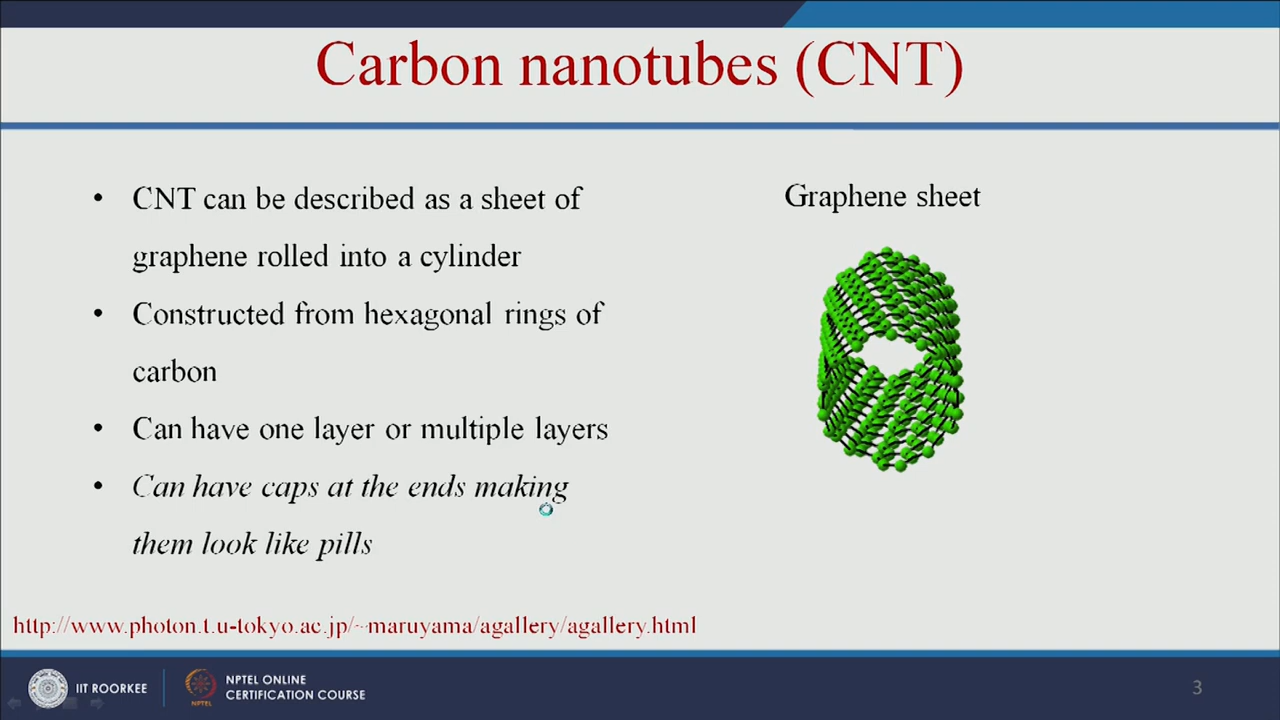 Carbon nanotubes (CNT)
• CNT can be described as a sheet of
graphene rolled into a cylinder
• Constructed from hexagonal rings of
carbon
• Can have one layer or multiple layers
• Can have caps at the ends making
them look like pills
Graphene sheet
http://www.photon.t.u-tokyo.ac.jp/~maruyama/agallery/agallery.html
IIT ROORKEE
NPTEL
NPTEL ONLINE
CERTIFICATION COURSE
3